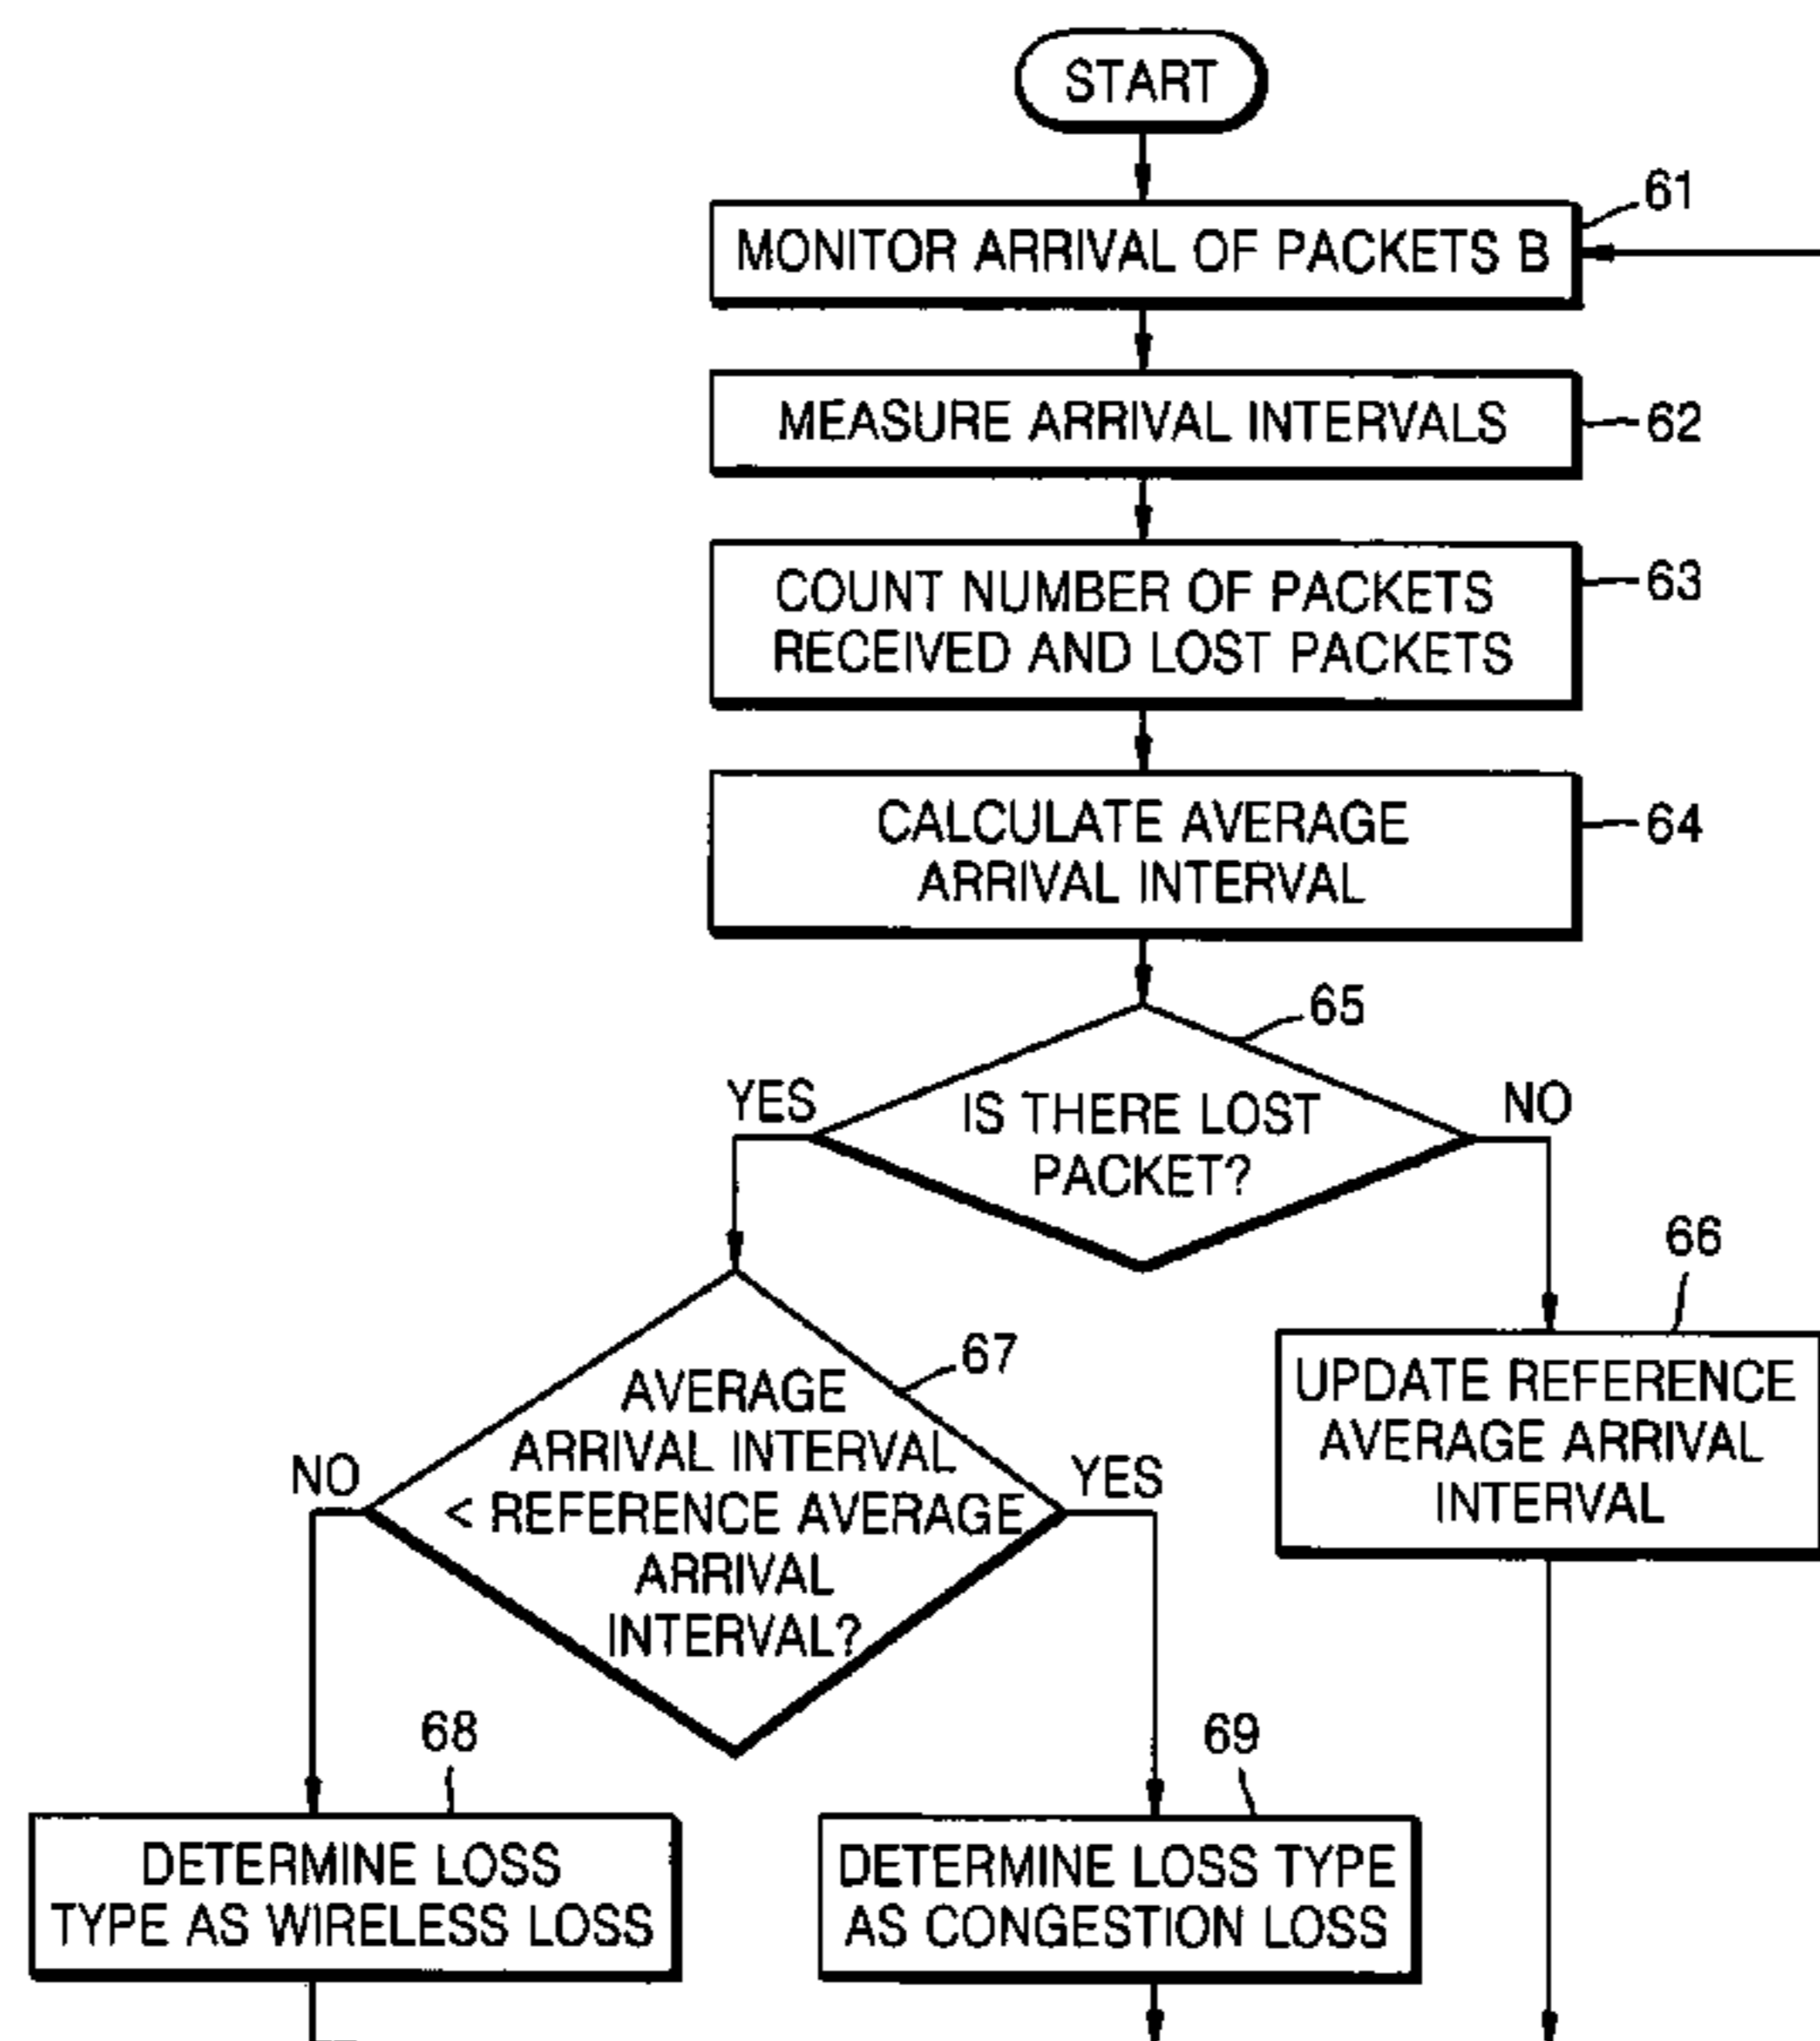 START
61
MONITOR ARRIVAL OF PACKETS B
MEASURE ARRIVAL INTERVALS
62
COUNT NUMBER OF PACKETS
RECEIVED AND LOST PACKETS
63
CALCULATE AVERAGE
ARRIVAL INTERVAL
64
65
YES
IS THERE LOST
PACKET?
NO
66
UPDATE REFERENCE
AVERAGE ARRIVAL
INTERVAL
67
AVERAGE
ARRIVAL INTERVAL
< REFERENCE AVERAGE
ARRIVAL
INTERVAL?
NO
YES
68
DETERMINE LOSS
TYPE AS WIRELESS LOSS
69
DETERMINE LOSS TYPE
AS CONGESTION LOSS